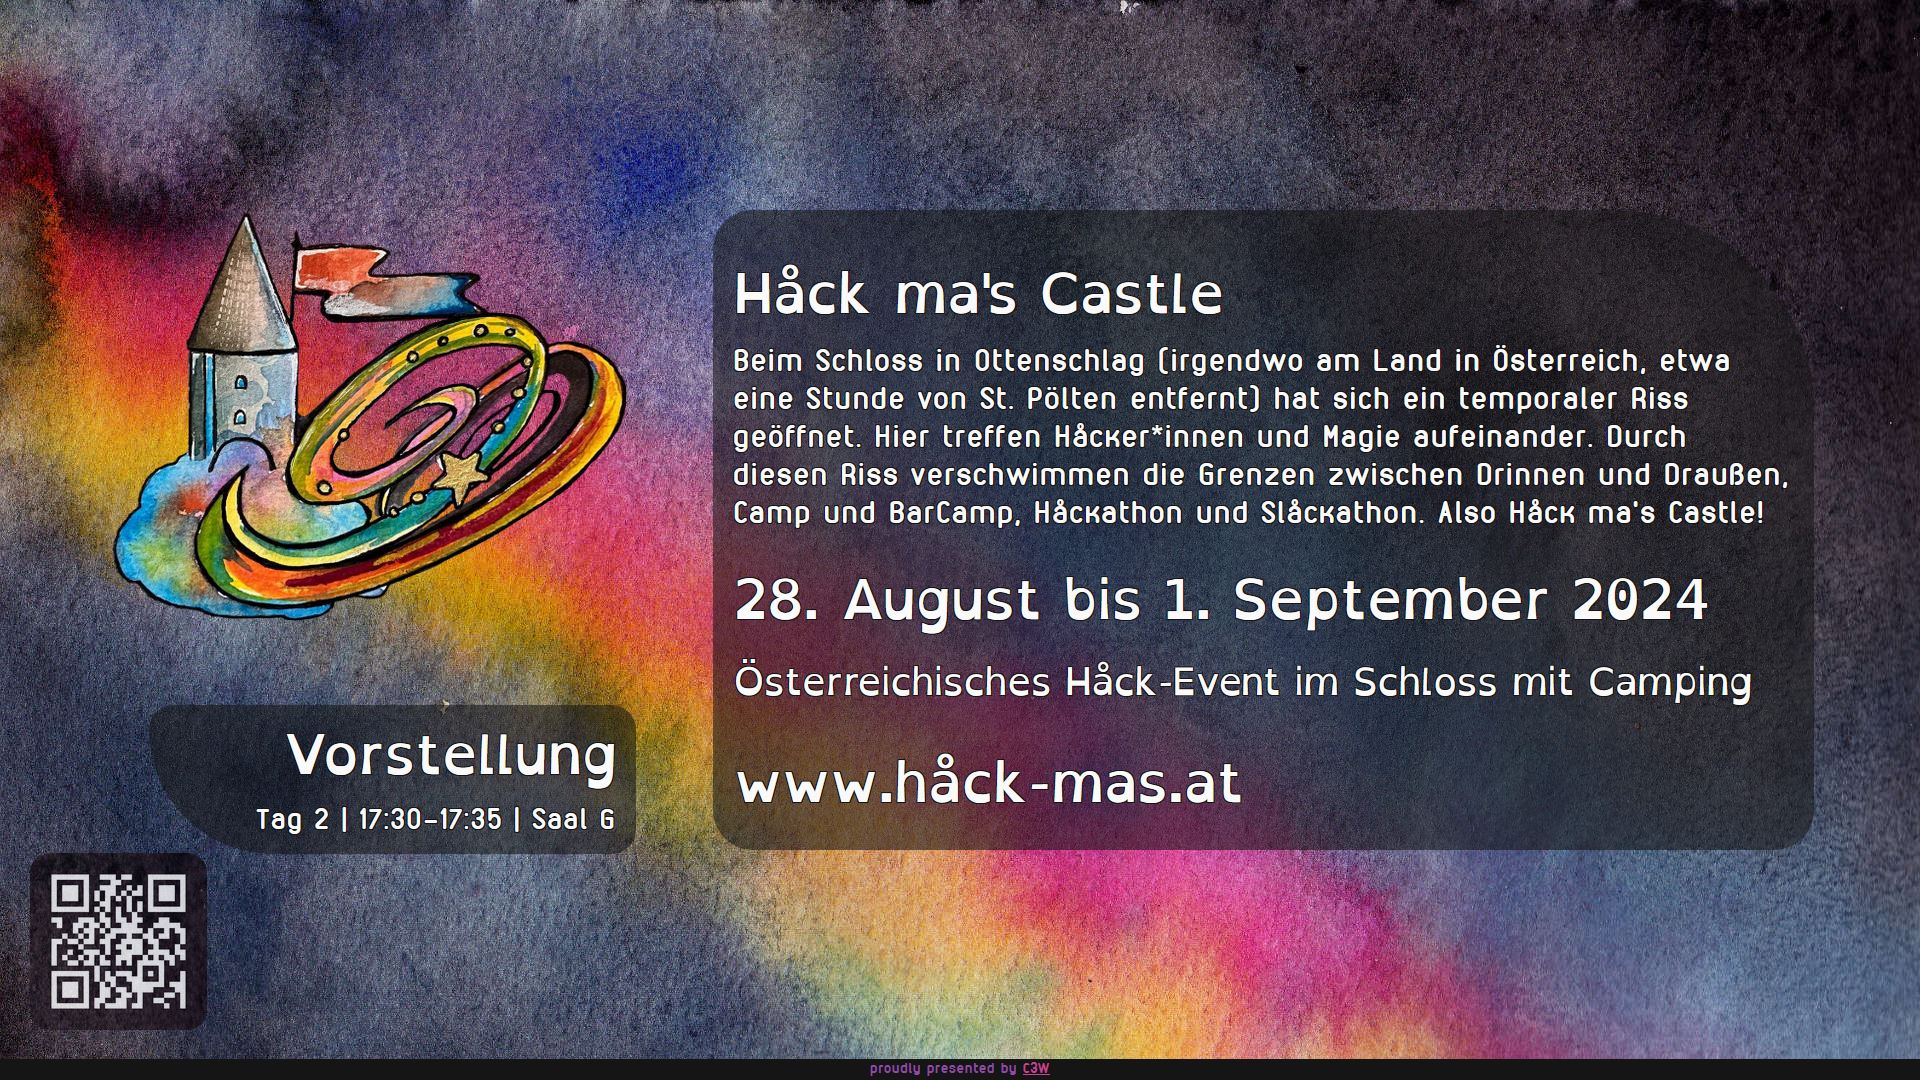 Håck ma's Castle
Beim Schloss in Ottenschlag (irgendwo am Land in Österreich, etwa
eine Stunde von St. Pölten entfernt) hat sich ein temporaler Riss
geöffnet. Hier treffen Håcker*innen und Magie aufeinander. Durch
diesen Riss verschwimmen die Grenzen zwischen Drinnen und Draußen,
Camp und BarCamp, Håckathon und Slåckathon. Also Håck ma's Castle!
28. August bis 1. September 2024
Österreichisches Håck-Event im Schloss mit Camping
www.håck-mas.at
Vorstellung
Tag 2 | 17:30–17:35 | Saal G
proudly presented by C3W